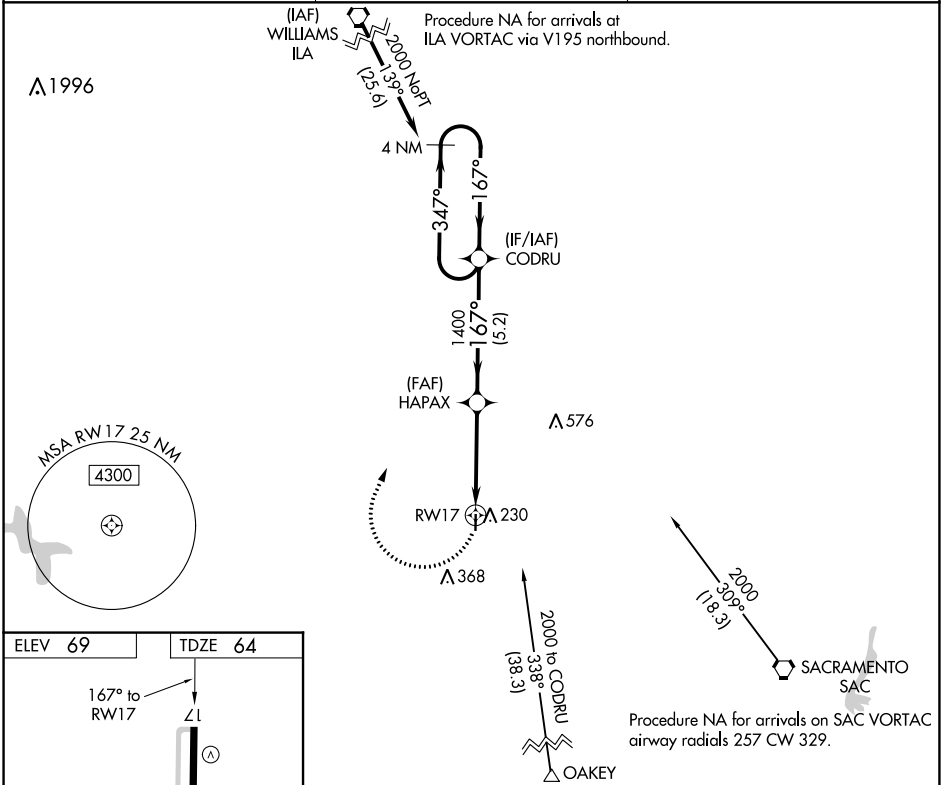 (IAF)
WILLIAMS
ILA
Procedure NA for arrivals at
ILA VORTAC via V195 northbound.
2000 NoPT
139°
(25.6)
1996
4 NM
347°
167°
(IF/IAF)
CODRU
1400
167°
(5.2)
(FAF)
HAPAX
576
MSA RW17 25 NM
4300
RW17
230
368
2000
309°
(18.3)
2000 to CODRU
338°
(38.3)
SACRAMENTO
SAC
Procedure NA for arrivals on SAC VORTAC
airway radials 257 CW 329.
OAKEY
ELEV 69
TDZE 64
167° to
RW17
17
A